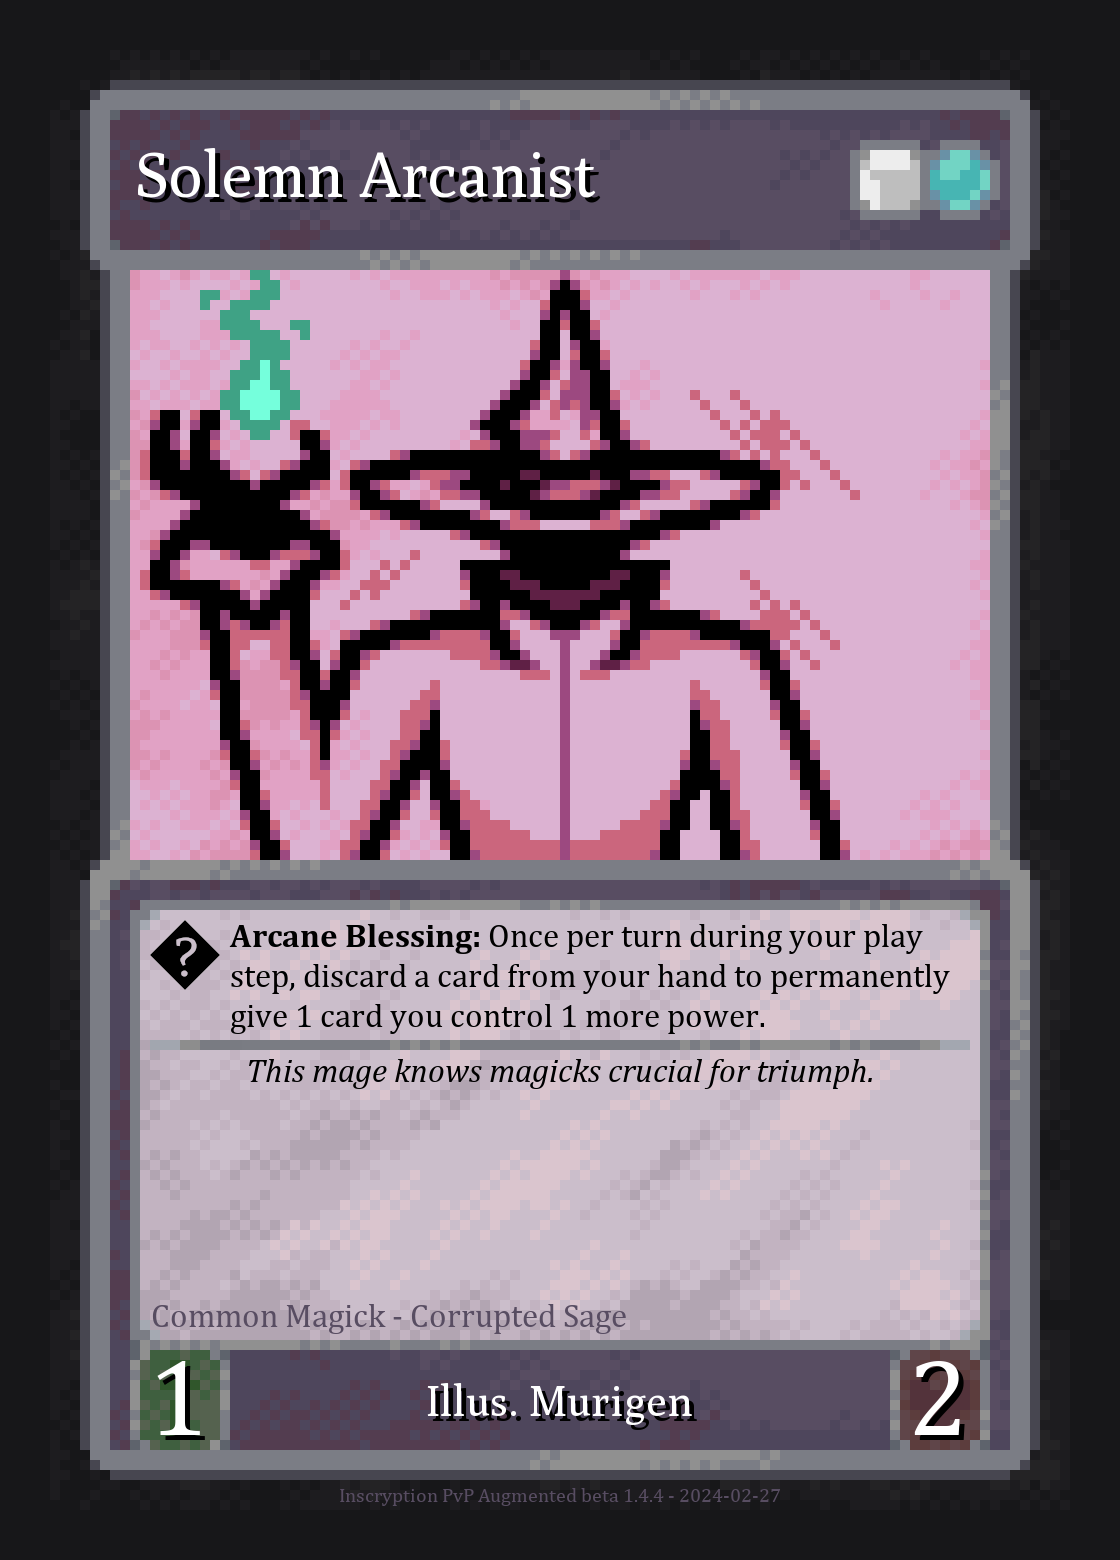 Solemn Arcanist
?
Arcane Blessing: Once per turn during your play
step, discard a card from your hand to permanently
give 1 card you control 1 more power.
This mage knows magicks crucial for triumph.
Common Magick - Corrupted Sage
1
Illus. Murigen
2
Inscryption PvP Augmented beta 1.4.4 - 2024-02-27